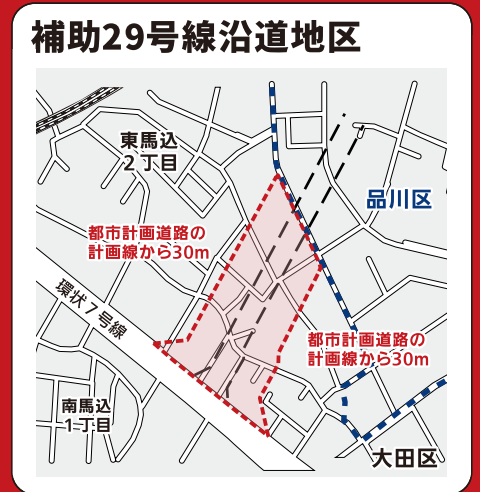 補助29号線沿道地区
東馬込
2丁目
品川区
都市計画道路の
計画線から30m
環状7号線
都市計画道路の
計画線から30m
南馬込
1丁目
大田区